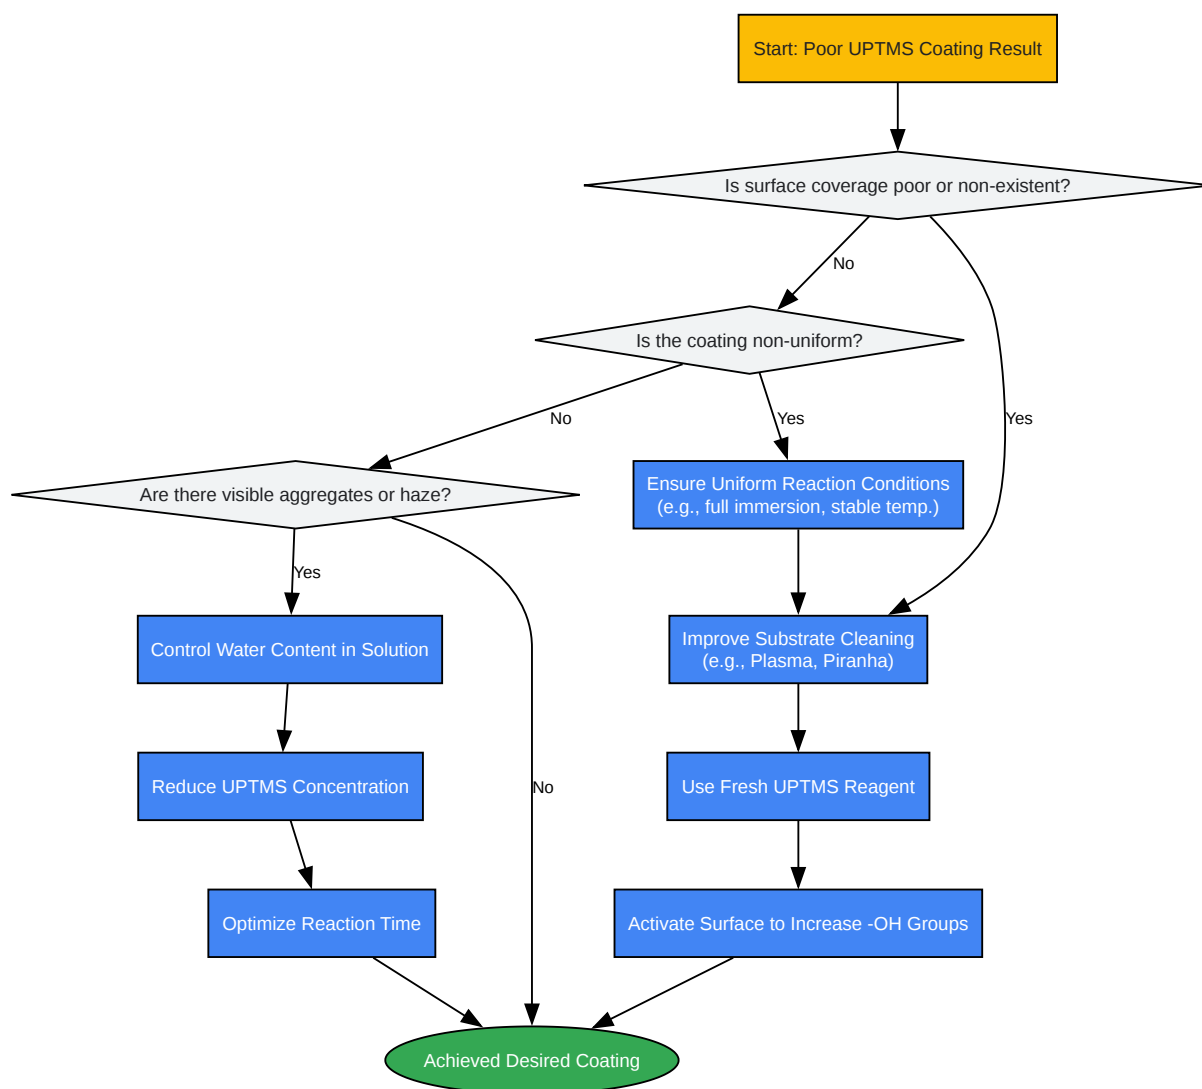 Start: Poor UPTMS Coating Result
Is surface coverage poor or non-existent?
No
Is the coating non-uniform?
No
Yes
Yes
Are there visible aggregates or haze?
Ensure Uniform Reaction Conditions
(e.g., full immersion, stable temp.)
Yes
Control Water Content in Solution
Improve Substrate Cleaning
(e.g., Plasma, Piranha)
Reduce UPTMS Concentration
No
Use Fresh UPTMS Reagent
Optimize Reaction Time
Activate Surface to Increase -OH Groups
Achieved Desired Coating